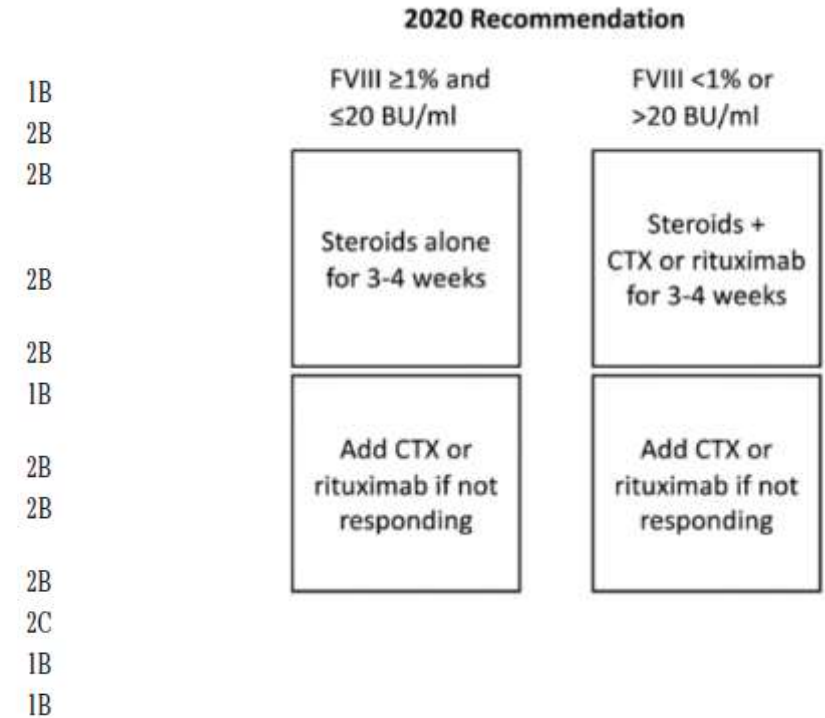 2020 Recommendation
1B
2B
2B
2B
2B
1B
2B
2B
2B
2C
1B
1B
FVIII ≥1% and
≤20 BU/ml
Steroids alone
for 3-4 weeks
Add CTX or
rituximab if not
responding
FVIII <1% or
>20 BU/ml
Steroids +
CTX or rituximab
for 3-4 weeks
Add CTX or
rituximab if not
responding